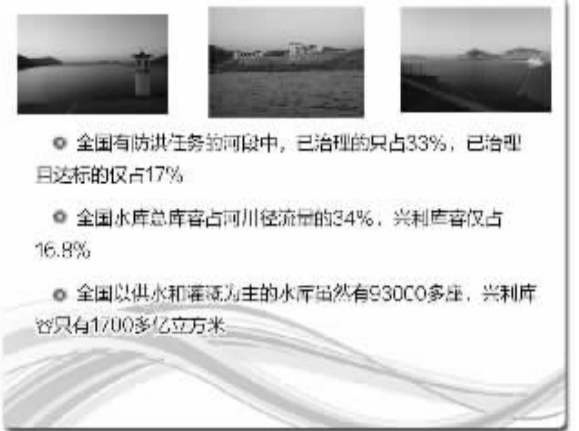 全国有防洪任务的河段中，已治理的只占33%，已治理
且达标的仅占17%
全国水库总库容占河川径流量的34%，兴利库容仅占
16.8%
全国以供水和灌溉为主的水库虽然有93000多座，兴利库
容只有1700多亿立方米